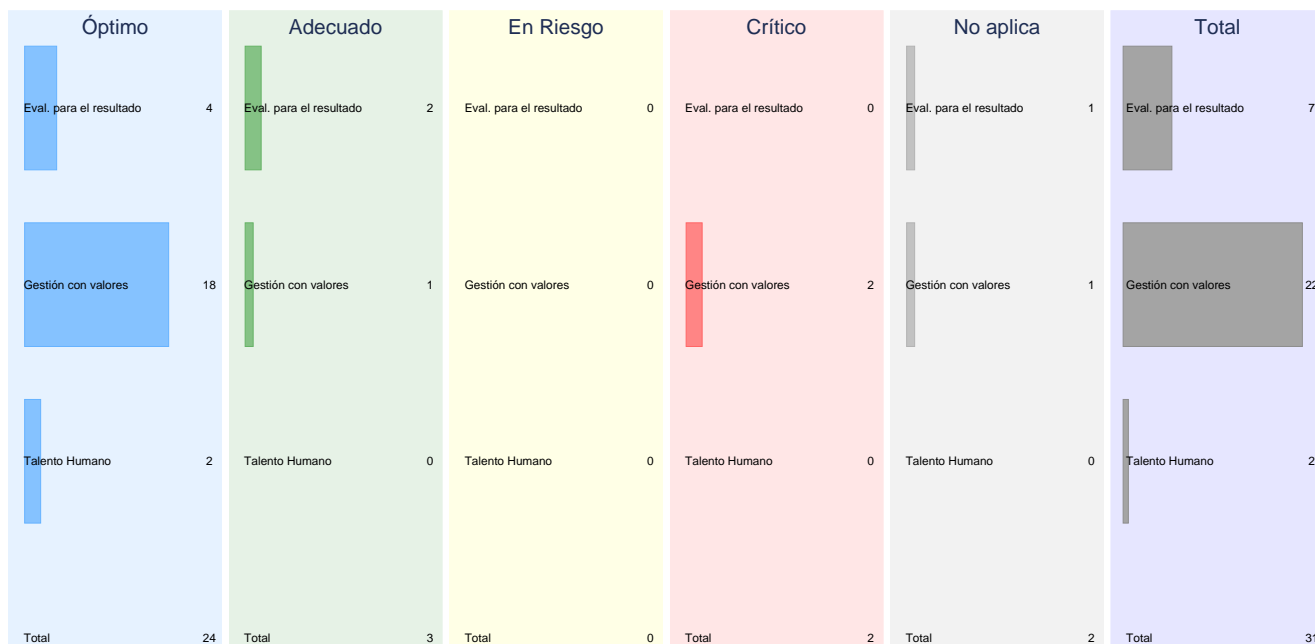 Óptimo Adecuado En Riesgo Crítico No aplica Total
Eval. para el resultado 4 Eval. para el resultado 2 Eval. para el resultado 0 Eval. para el resultado 0 Eval. para el resultado 1 Eval. para el resultado 7
Gestión con valores 18 Gestión con valores 1 Gestión con valores 0 Gestión con valores 2 Gestión con valores 1 Gestión con valores 22
Talento Humano 2 Talento Humano 0 Talento Humano 0 Talento Humano 0 Talento Humano 0 Talento Humano 2
Total 24 Total 3 Total 0 Total 2 Total 2 Total 31